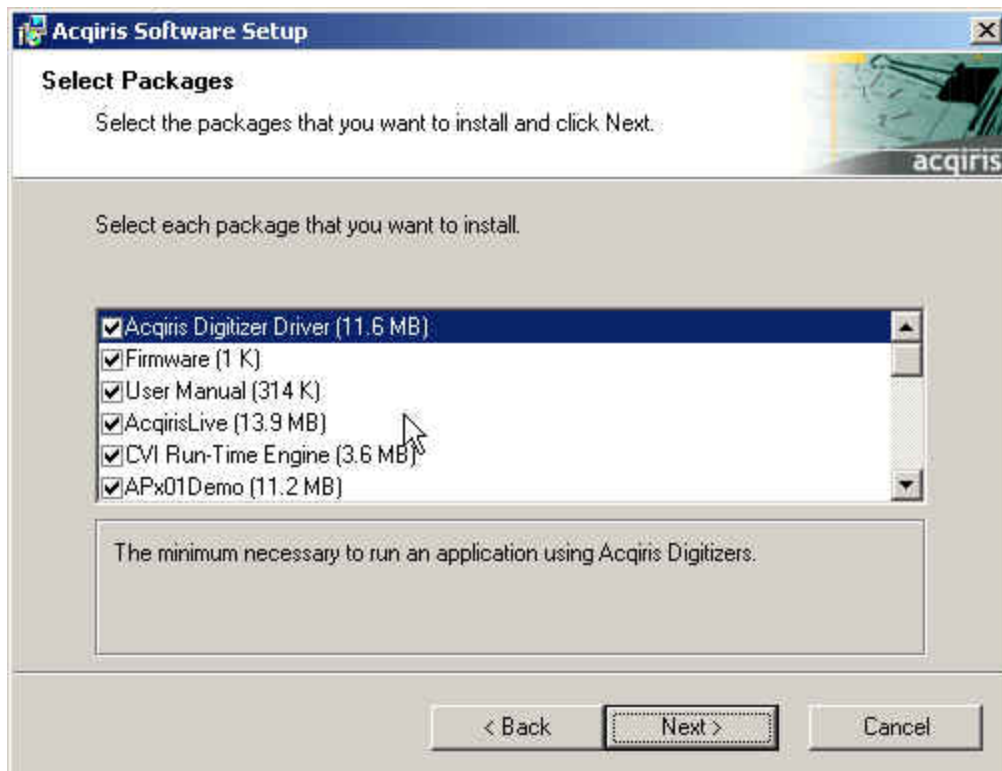 Acqiris Software Setup
Select Packages
Select the packages that you want to install and click Next.
acqiris
Select each package that you want to install.
Acqiris Digitizer Driver (11.6 MB)
Firmware (1 K)
User Manual (314 K)
AcqirisLive (13.9 MB)
CVI Run-Time Engine (3.6 MB)
APx01Demo (11.2 MB)
The minimum necessary to run an application using Acqiris Digitizers.
< Back Next > Cancel